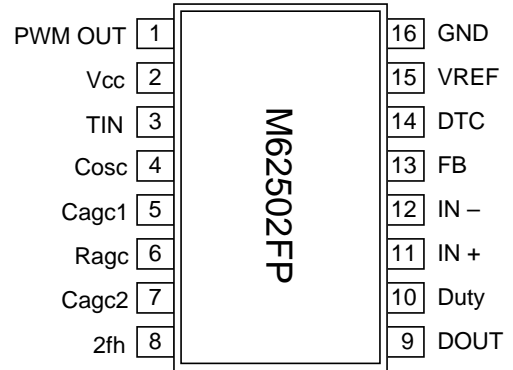 PWM OUT 1 16 GND
Vcc 2 15 VREF
TIN 3 14 DTC
Cosc 4 13 FB
Cagc1 5 12 IN –
Ragc 6 11 IN +
Cagc2 7 10 Duty
2fh 8 9 DOUT
M62502FP